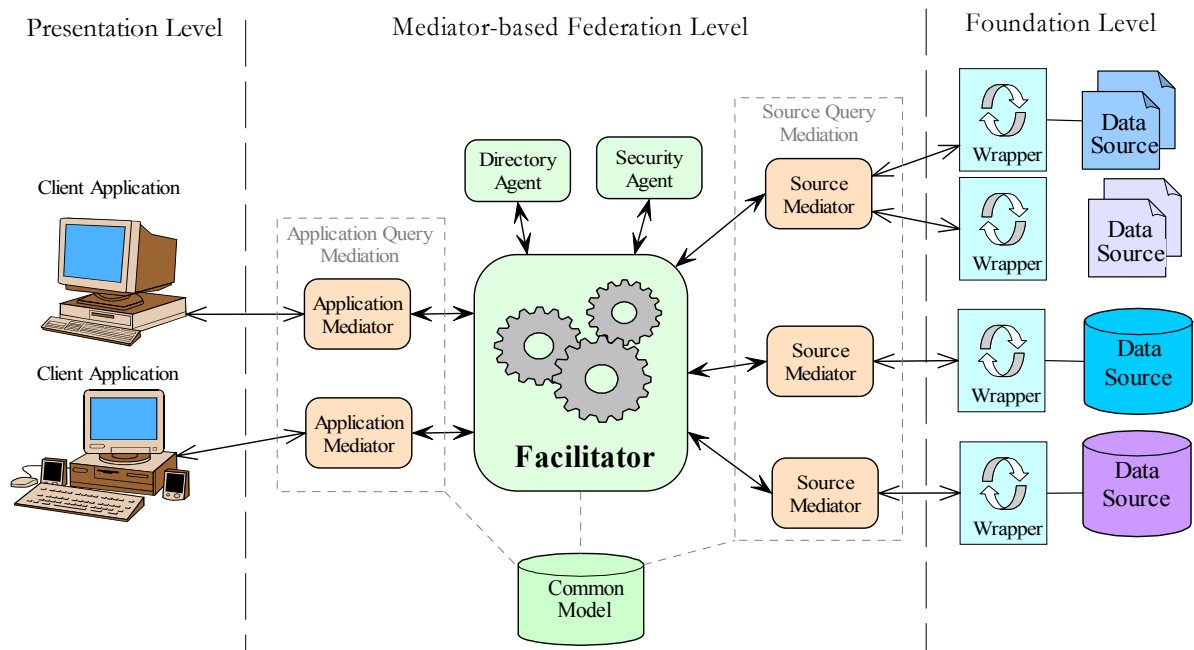 Presentation Level
Mediator-based Federation Level
Foundation Level
Client Application
Client Application
Application Query
Mediation
Application
Mediator
Application
Mediator
Directory
Agent
Security
Agent
Facilitator
Common
Model
Source Query
Mediation
Source
Mediator
Source
Mediator
Source
Mediator
Wrapper
Data
Source
Wrapper
Data
Source
Wrapper
Data
Source
Wrapper
Data
Source